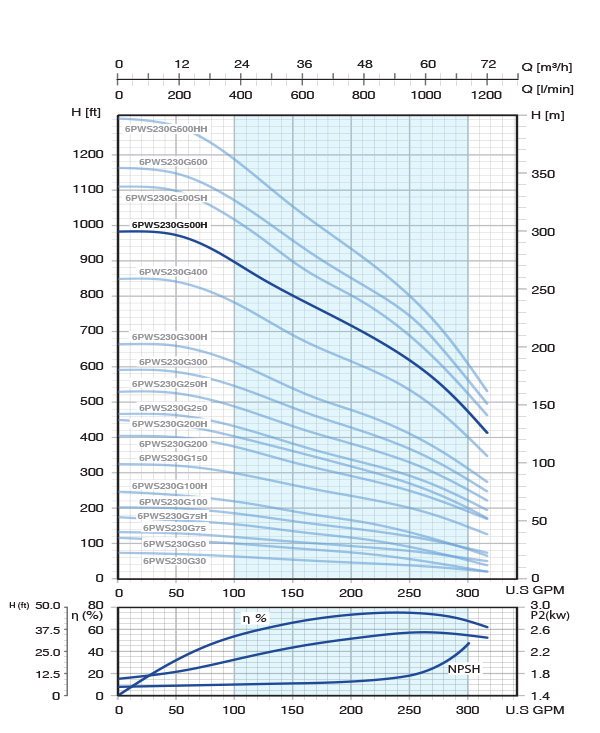 0 12 24 36 48 60 72 Q [m³/h]
0 200 400 600 800 1000 1200 Q [l/min]
H [ft] H [m]
6PWS230G600HH
1200
6PWS230G600
350
1100
6PWS230Gs00SH
1000
6PWS230Gs00H
300
900
6PWS230G400
800
250
700
6PWS230G300H
200
600
6PWS230G300
6PWS230G2s0H
500
150
6PWS230G2s0
6PWS230G200H
400
6PWS230G200
6PWS230G1s0
100
300
6PWS230G100H
200
6PWS230G100
6PWS230G7sH
50
6PWS230G7s
100
6PWS230Gs0
6PWS230G30
0 0
0 50 100 150 200 250 300 U.S GPM
H (ft) 50.0 η (%) 80 3.0 P2(kw)
η %
37.5 60 2.6
25.0 40 2.2
NPSH
12.5 20 1.8
0 0 1.4
0 50 100 150 200 250 300 U.S GPM